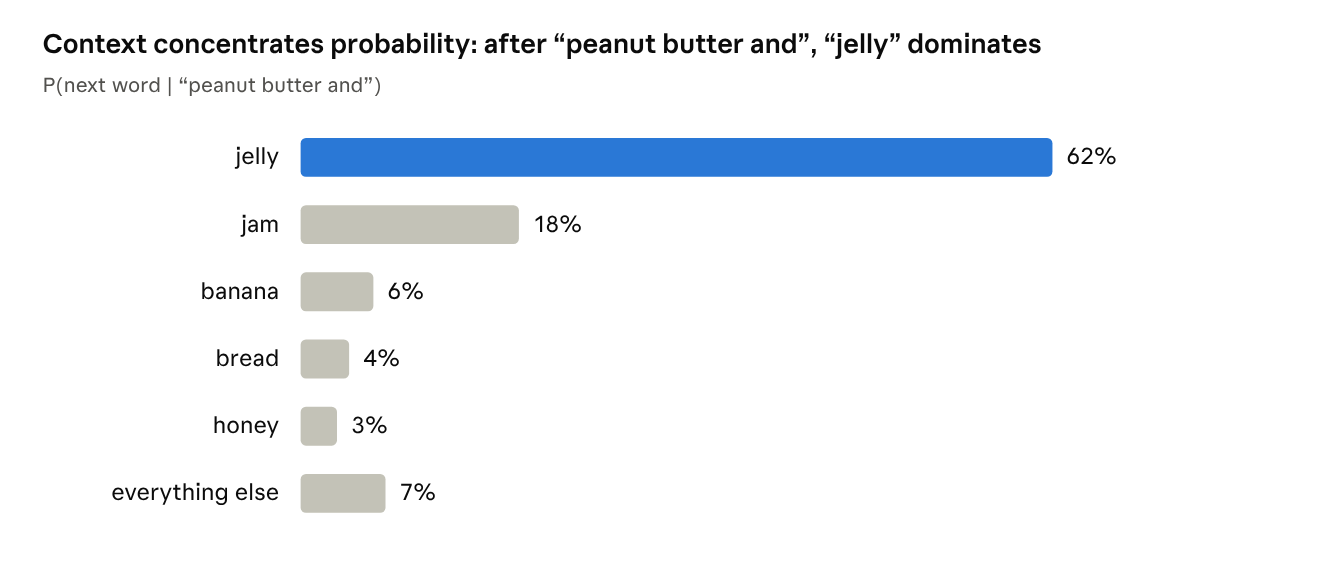 Context concentrates probability: after “peanut butter and”, “jelly” dominates
P(next word | “peanut butter and”)
jelly 62%
jam 18%
banana 6%
bread 4%
honey 3%
everything else 7%